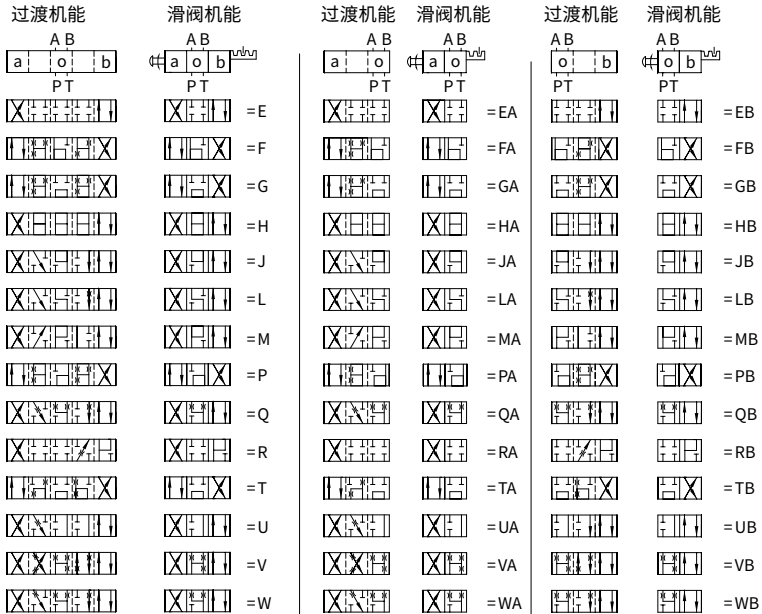 过渡机能 滑阀机能 过渡机能 滑阀机能 过渡机能 滑阀机能
A B A B A B A B A B A B
a o b a o b a o a o o b o b
P T P T P T P T P T P T
=E =EA =EB
=F =FA =FB
=G =GA =GB
=H =HA =HB
=J =JA =JB
=L =LA =LB
=M =MA =MB
=P =PA =PB
=Q =QA =QB
=R =RA =RB
=T =TA =TB
=U =UA =UB
=V =VA =VB
=W =WA =WB